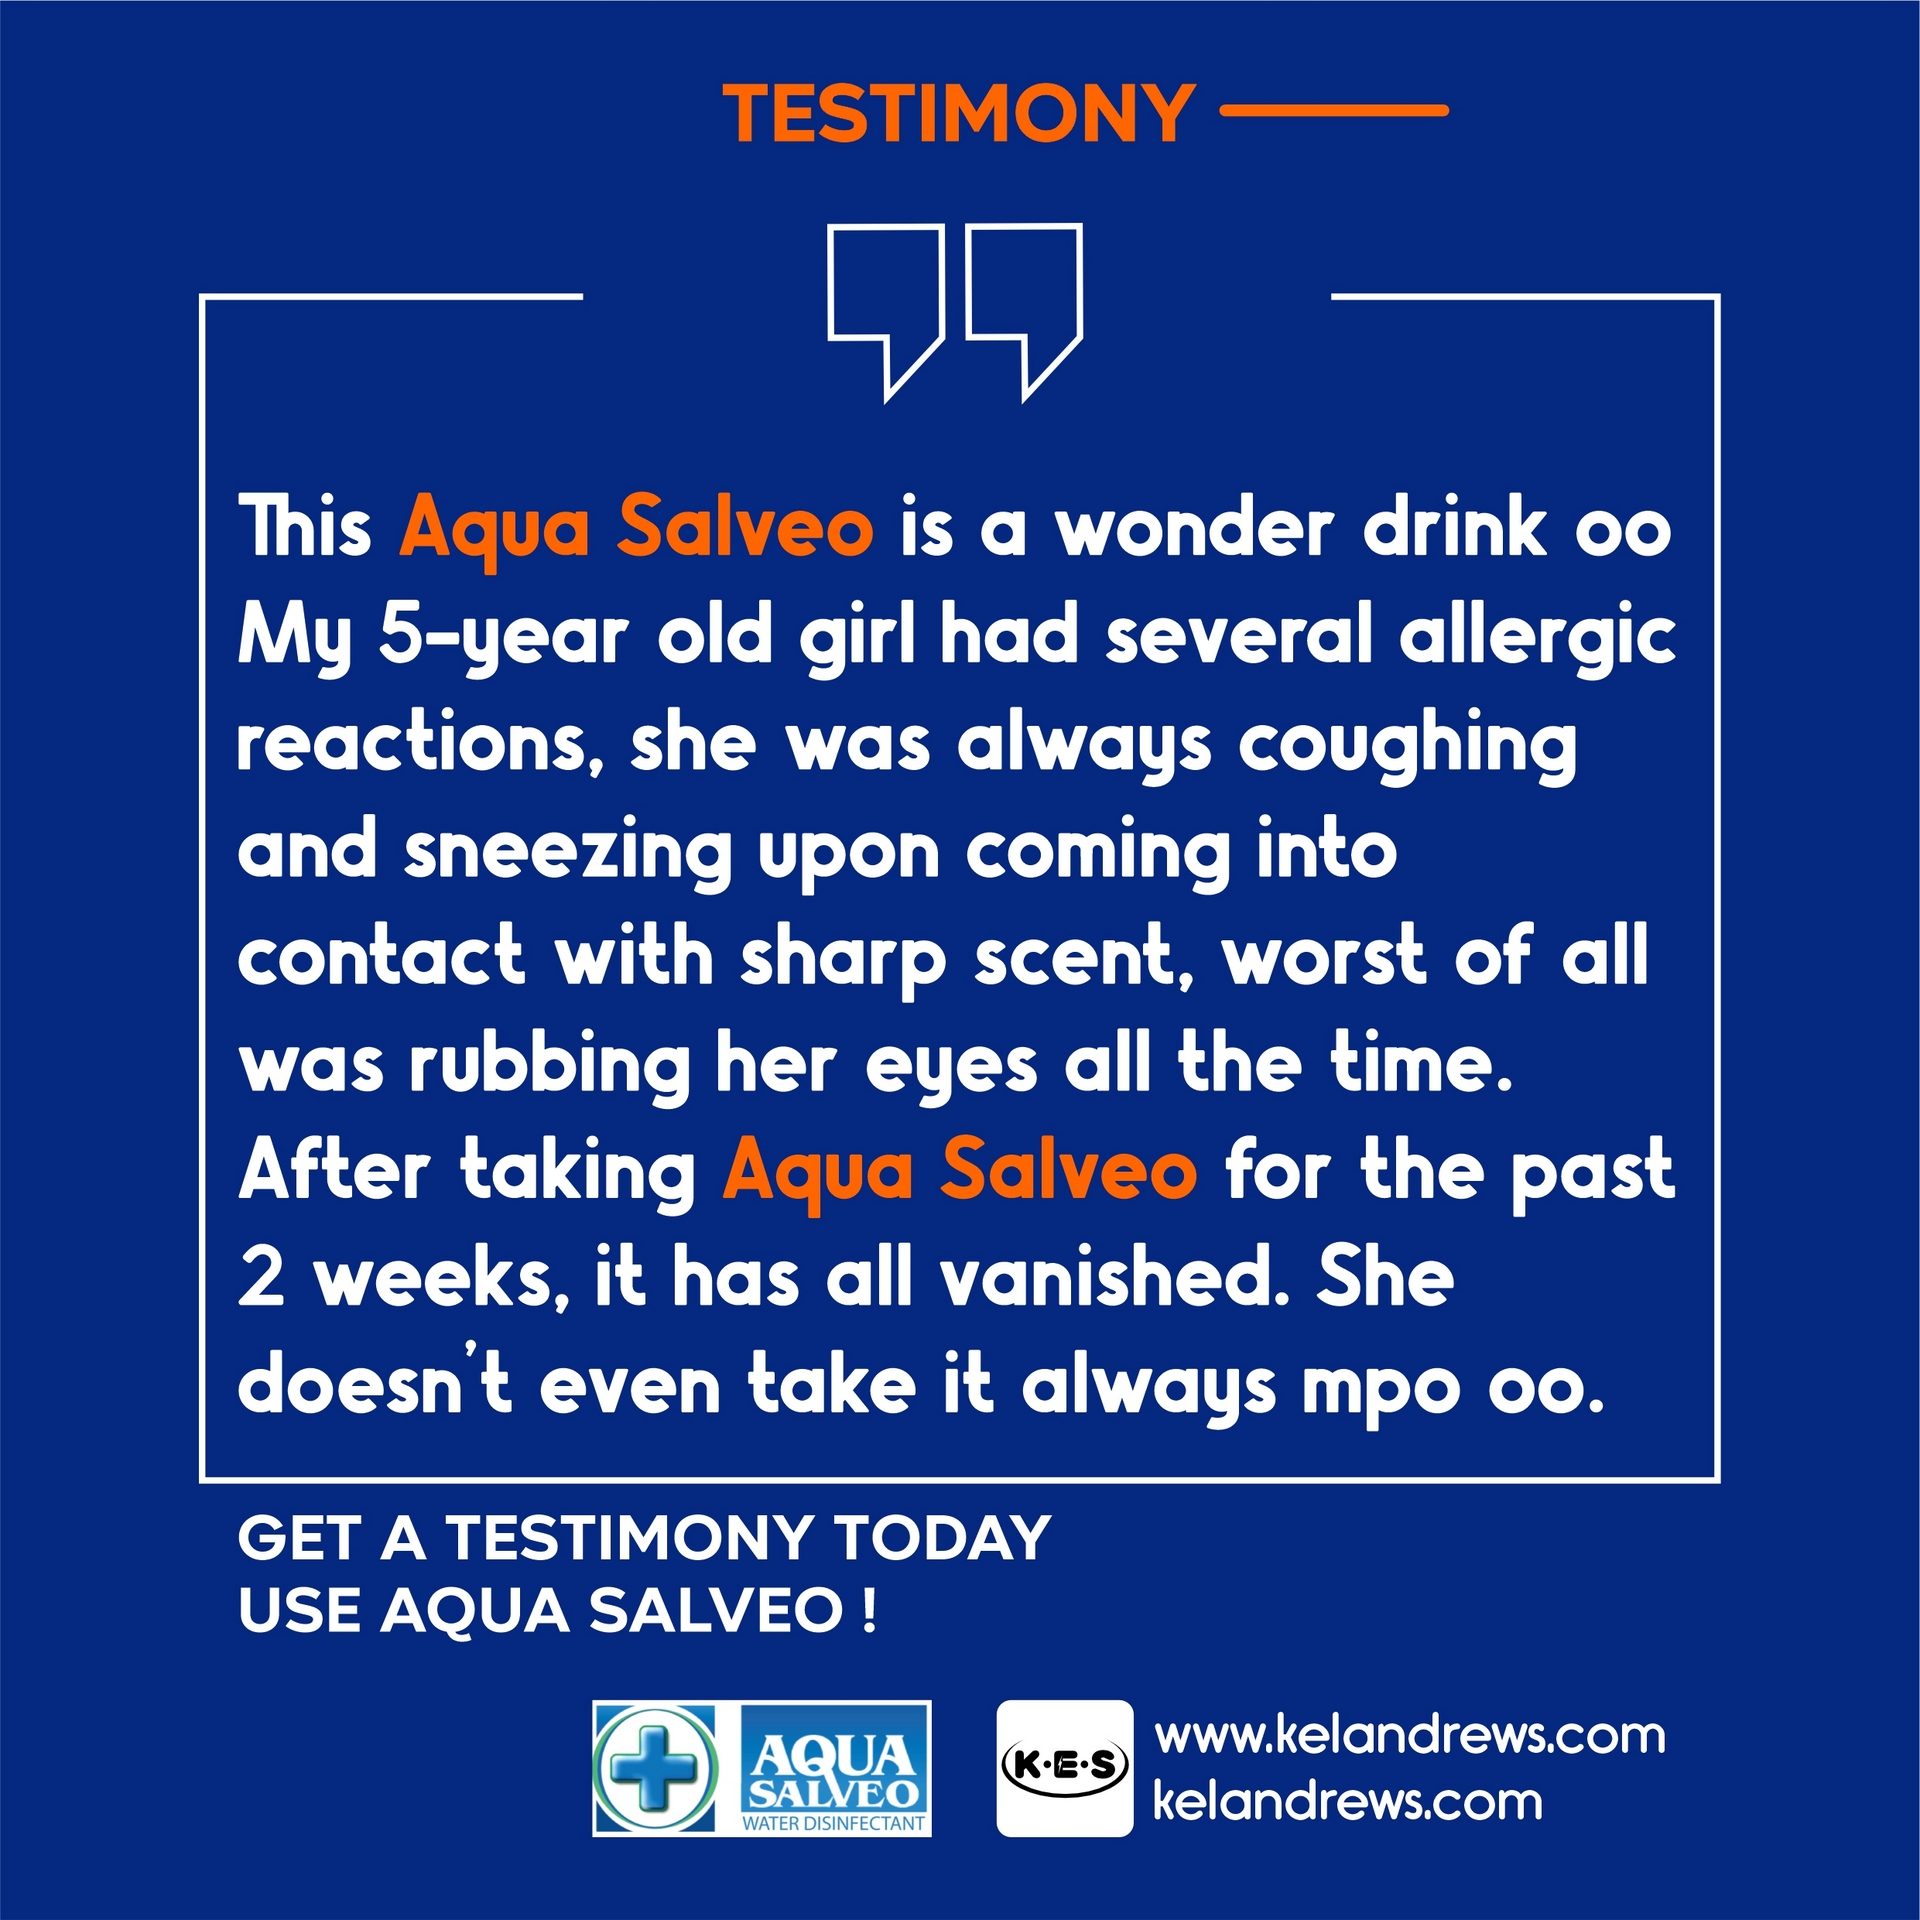 TESTIMONY
This Aqua Salveo is a wonder drink oo
My 5-year old girl had several allergic
reactions, she was always coughing
and sneezing upon coming into
contact with sharp scent, worst of all
was rubbing her eyes all the time.
After taking Aqua Salveo for the past
2 weeks, it has all vanished. She
doesn't even take it always mpo oo.
GET A TESTIMONY TODAY
USE AQUA SALVEO !
AQUA
SALVEO
WATER DISINFECTANT
K·E·S
www.kelandrews.com
kelandrews.com